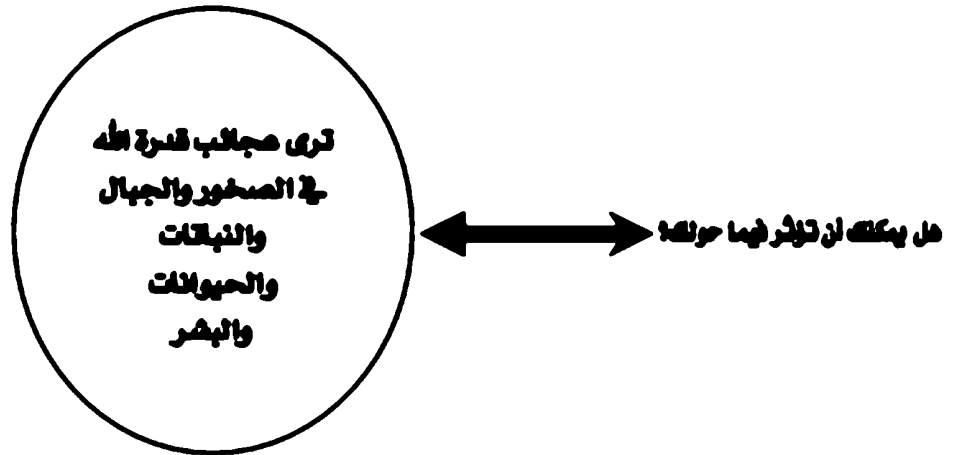 ترى عجائب قدرة الله
في الصخور والجبال
والنباتات
والحيوانات
والبشر
هل يمكنك أن تؤثر فيما حولك؟